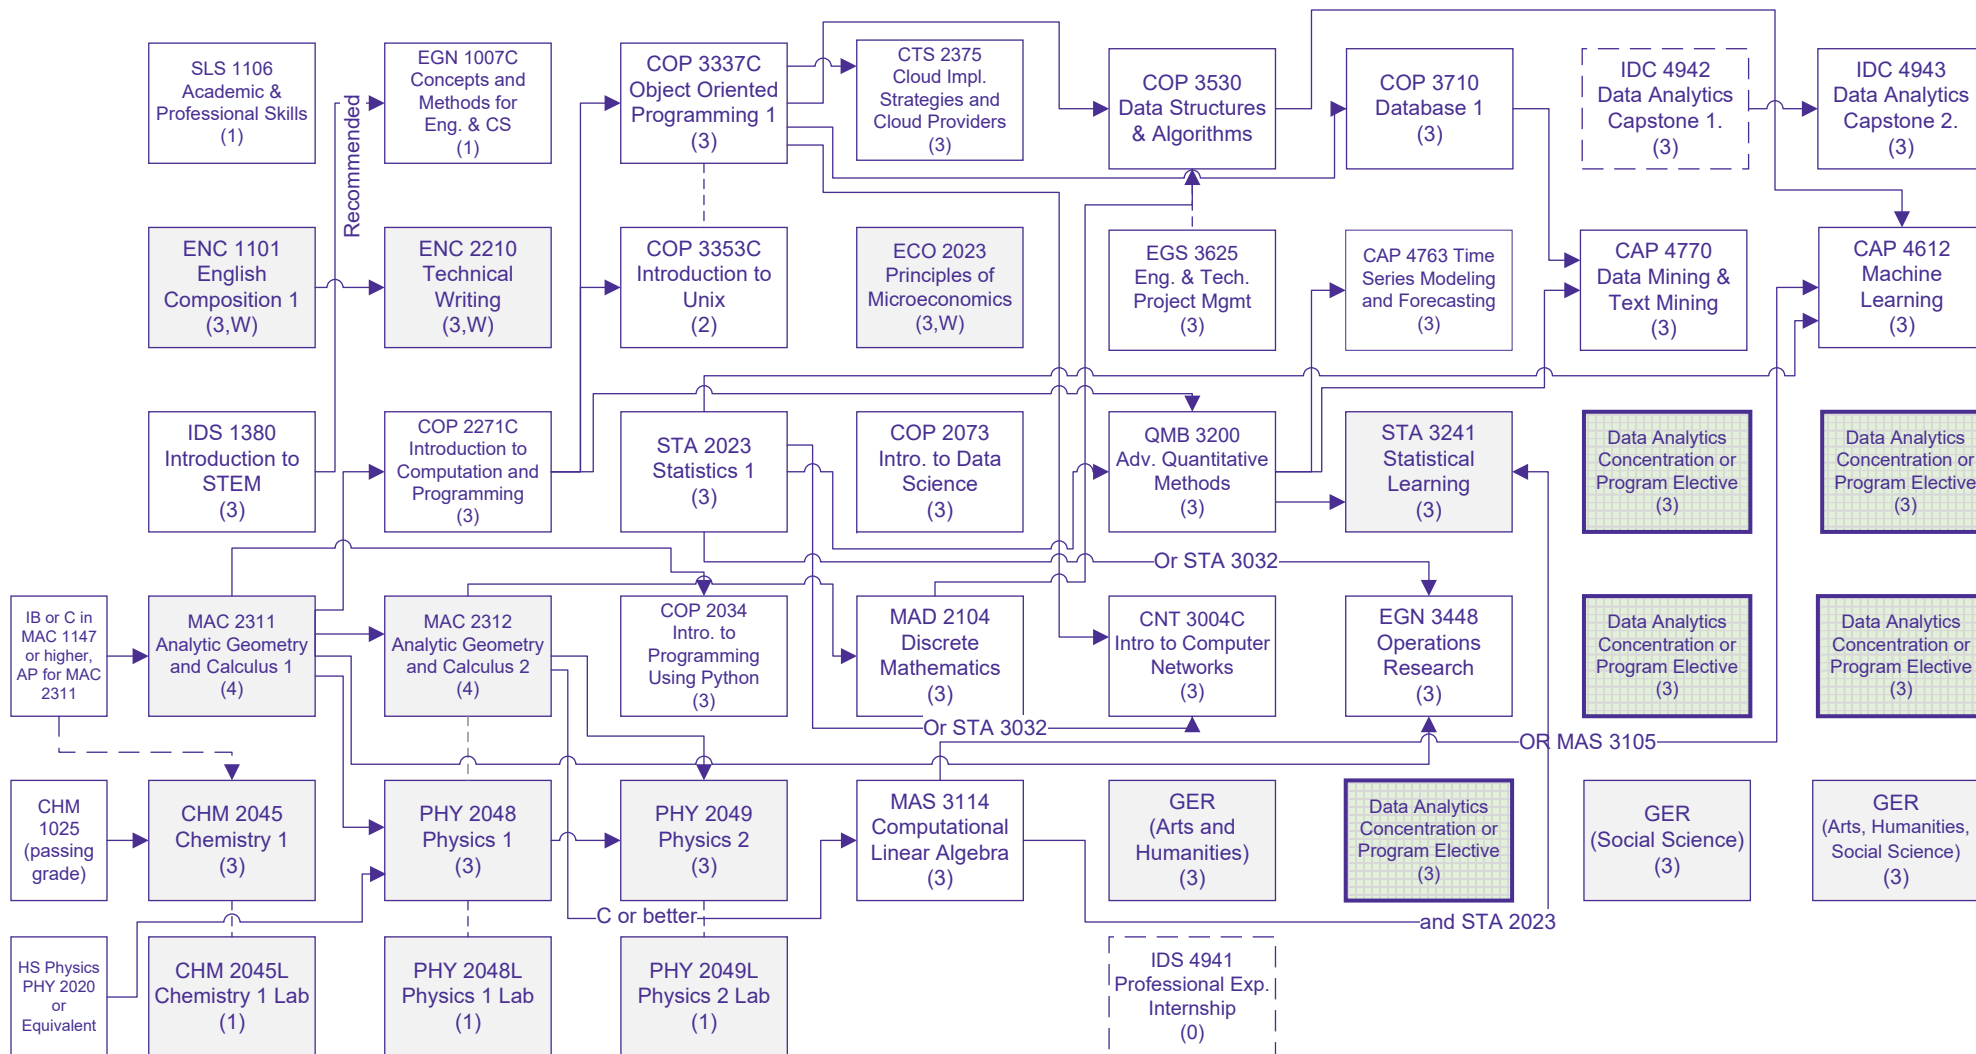 SLS 1106
Academic &
Professional Skills
(1)
EGN 1007C
Concepts and
Methods for
Eng. & CS
(1)
COP 3337C
Object Oriented
Programming 1
(3)
CTS 2375
Cloud Impl.
Strategies and
Cloud Providers
(3)
COP 3530
Data Structures
& Algorithms
COP 3710
Database 1
(3)
IDC 4942
Data Analytics
Capstone 1.
(3)
IDC 4943
Data Analytics
Capstone 2.
(3)
Recommended
ENC 1101
English
Composition 1
(3,W)
ENC 2210
Technical
Writing
(3,W)
COP 3353C
Introduction to
Unix
(2)
ECO 2023
Principles of
Microeconomics
(3,W)
EGS 3625
Eng. & Tech.
Project Mgmt
(3)
CAP 4763 Time
Series Modeling
and Forecasting
(3)
CAP 4770
Data Mining &
Text Mining
(3)
CAP 4612
Machine
Learning
(3)
IDS 1380
Introduction to
STEM
(3)
COP 2271C
Introduction to
Computation and
Programming
(3)
STA 2023
Statistics 1
(3)
COP 2073
Intro. to Data
Science
(3)
QMB 3200
Adv. Quantitative
Methods
(3)
STA 3241
Statistical
Learning
(3)
Data Analytics
Concentration or
Program Elective
(3)
Data Analytics
Concentration or
Program Elective
(3)
Or STA 3032
IB or C in
MAC 1147
or higher,
AP for MAC
2311
MAC 2311
Analytic Geometry
and Calculus 1
(4)
MAC 2312
Analytic Geometry
and Calculus 2
(4)
COP 2034
Intro. to
Programming
Using Python
(3)
MAD 2104
Discrete
Mathematics
(3)
CNT 3004C
Intro to Computer
Networks
(3)
EGN 3448
Operations
Research
(3)
Data Analytics
Concentration or
Program Elective
(3)
Data Analytics
Concentration or
Program Elective
(3)
Or STA 3032
OR MAS 3105
CHM
1025
(passing
grade)
CHM 2045
Chemistry 1
(3)
PHY 2048
Physics 1
(3)
PHY 2049
Physics 2
(3)
MAS 3114
Computational
Linear Algebra
(3)
GER
(Arts and
Humanities)
(3)
Data Analytics
Concentration or
Program Elective
(3)
GER
(Social Science)
(3)
GER
(Arts, Humanities,
Social Science)
(3)
C or better
and STA 2023
HS Physics
PHY 2020
or
Equivalent
CHM 2045L
Chemistry 1 Lab
(1)
PHY 2048L
Physics 1 Lab
(1)
PHY 2049L
Physics 2 Lab
(1)
IDS 4941
Professional Exp.
Internship
(0)